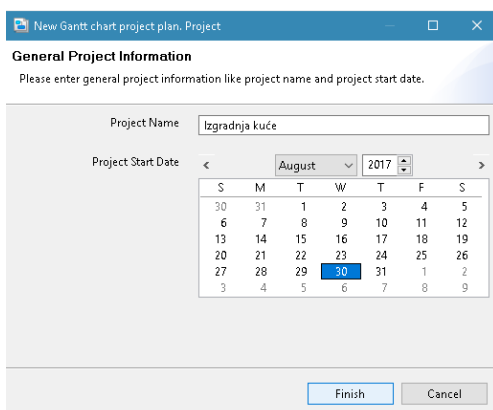 New Gantt chart project plan. Project
General Project Information
Please enter general project information like project name and project start date.
Project Name Izgradnja kuće
Project Start Date < August 2017 >
S M T W T F S
30 31 1 2 3 4 5
6 7 8 9 10 11 12
13 14 15 16 17 18 19
20 21 22 23 24 25 26
27 28 29 30 31 1 2
3 4 5 6 7 8 9
Finish Cancel